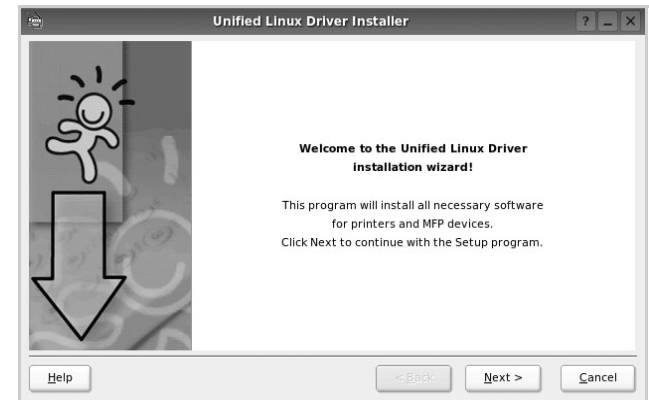 Unified Linux Driver Installer
? _ X
Welcome to the Unified Linux Driver
installation wizard!
This program will install all necessary software
for printers and MFP devices.
Click Next to continue with the Setup program.
Help
< Back
Next >
Cancel